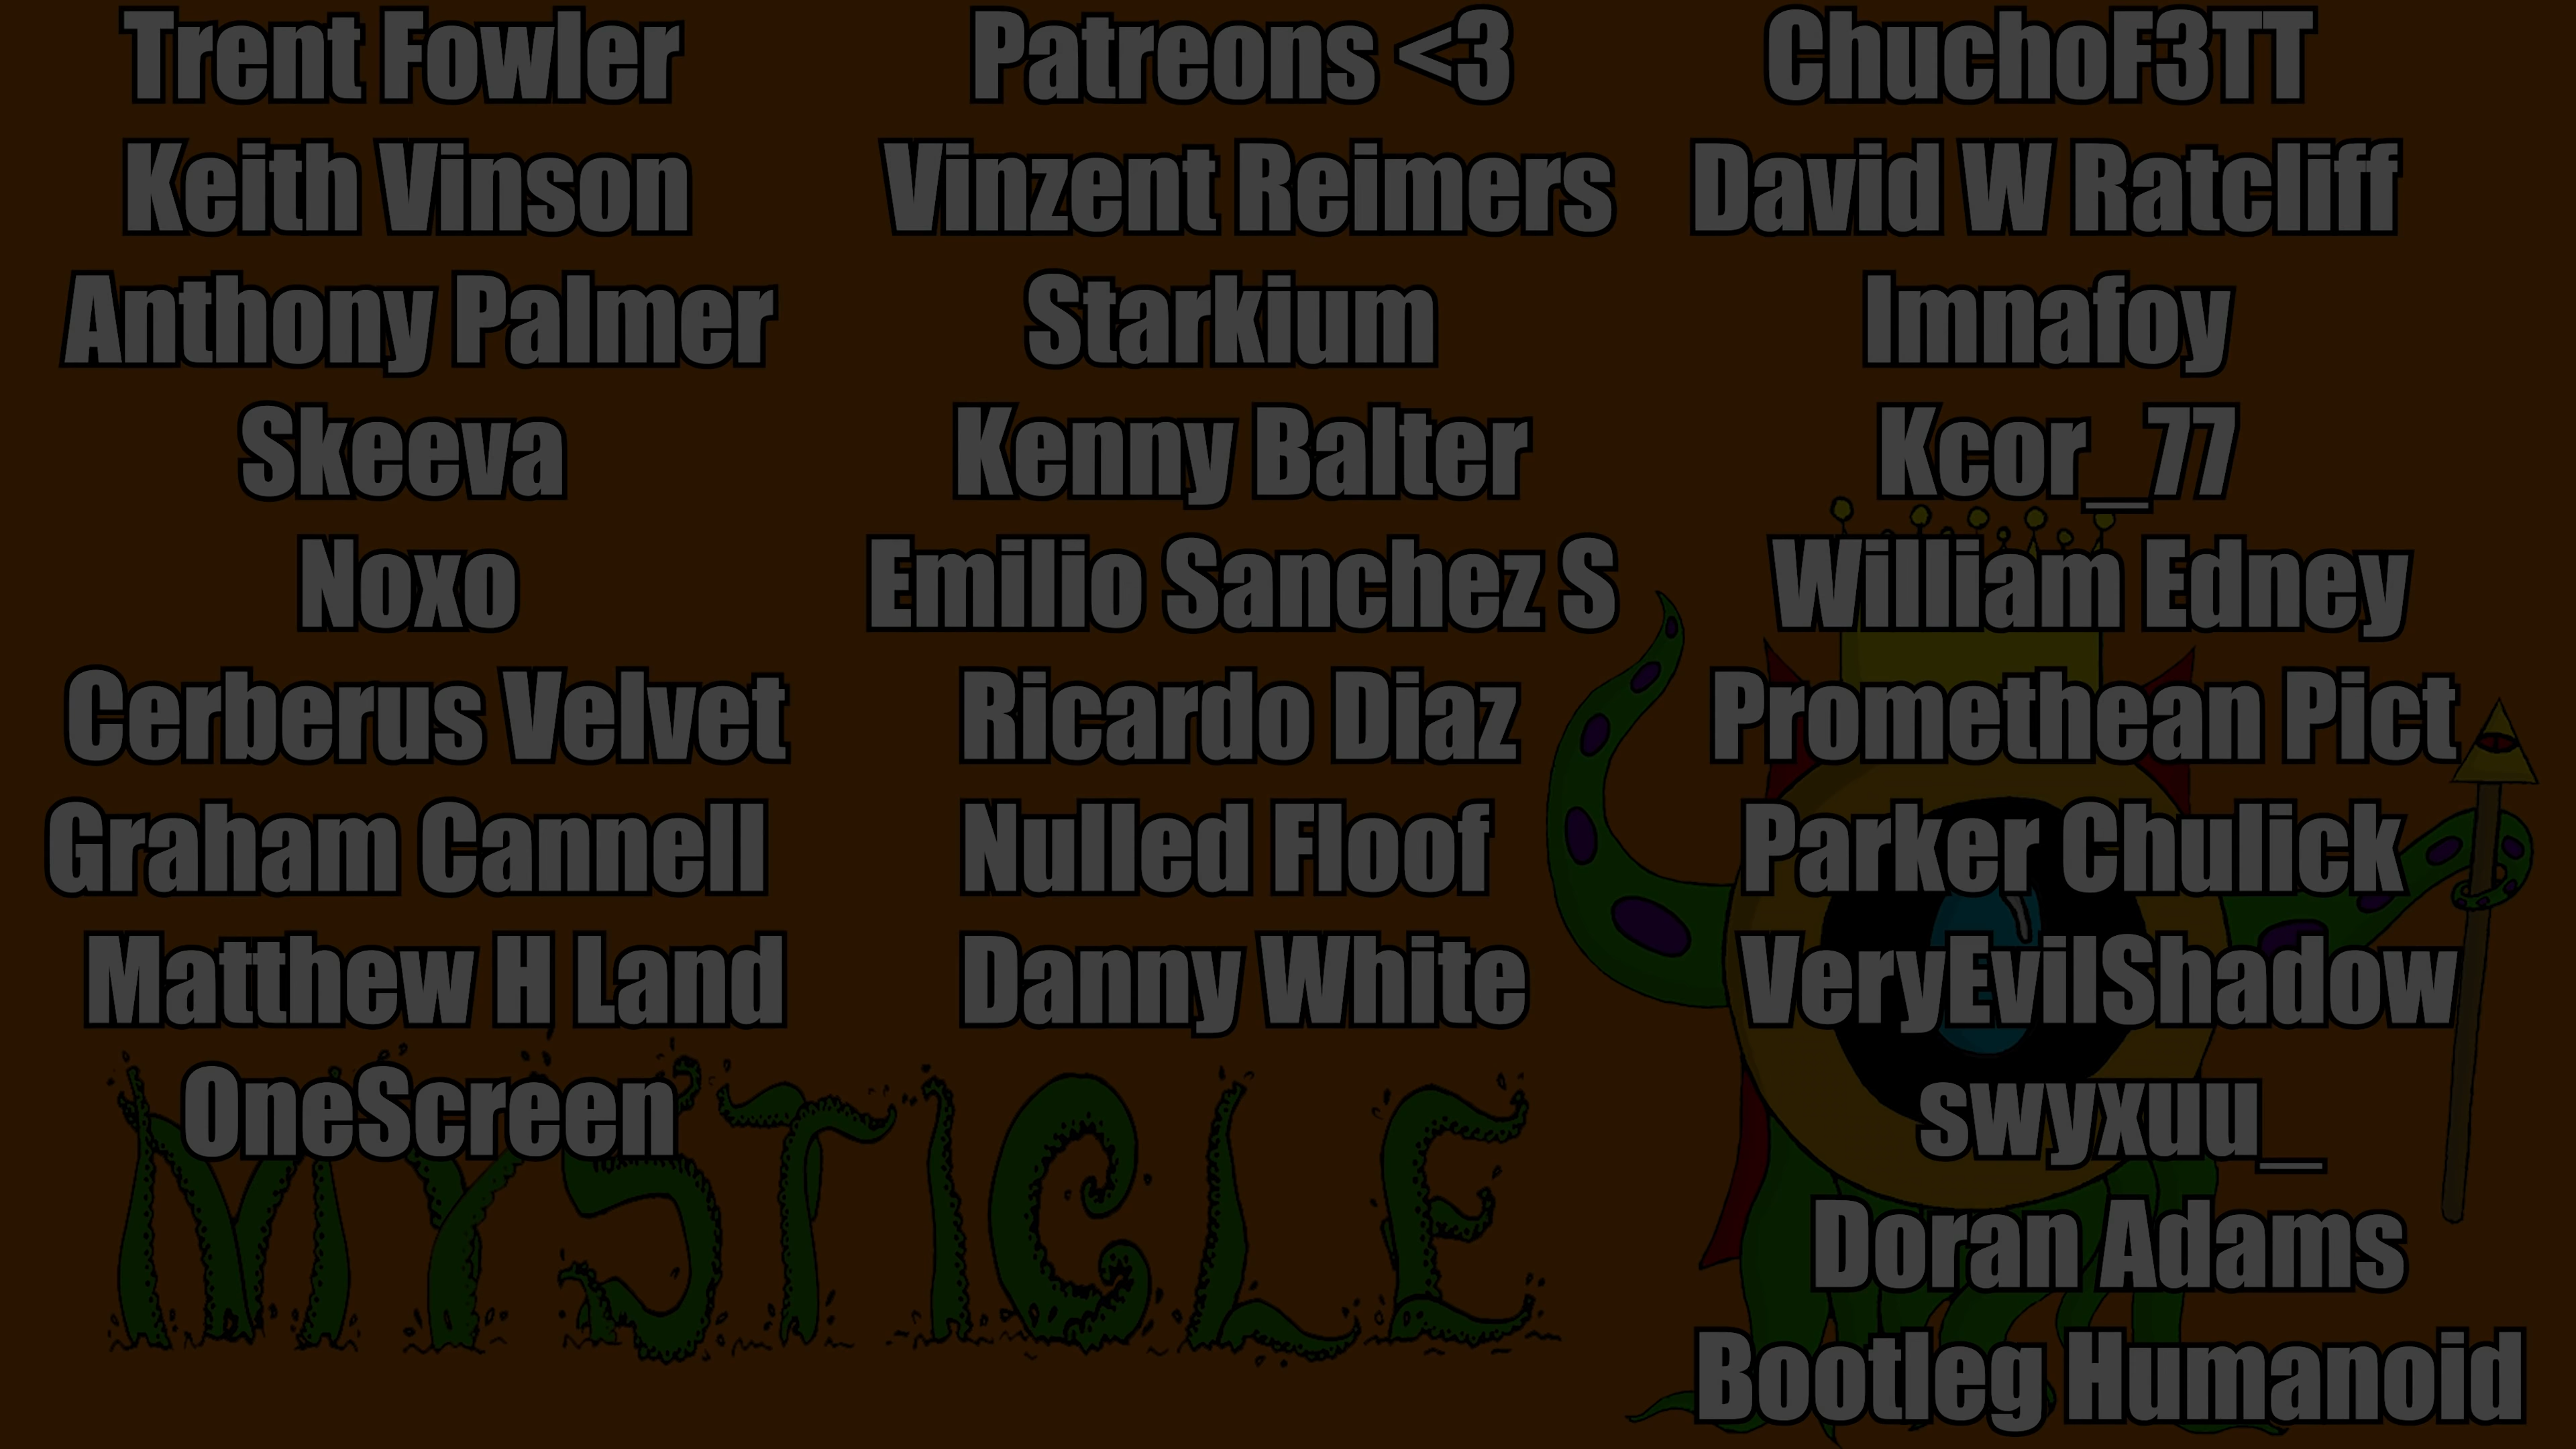 Trent Fowler
Keith Vinson
Anthony Palmer
Skeeva
Noxo
Cerberus Velvet
Graham Cannell
Matthew H Land
OneScreen
Patreons <3
Vinzent Reimers
Starkium
Kenny Balter
Emilio Sanchez S
Ricardo Diaz
Nulled Floof
Danny White
ChuchoF3TT
David W Ratcliff
Imnafoy
Kcor_77
William Edney
Promethean Pict
Parker Chulick
VeryEvilShadow
swyxuu_
Doran Adams
Bootleg Humanoid
MYSTICLE